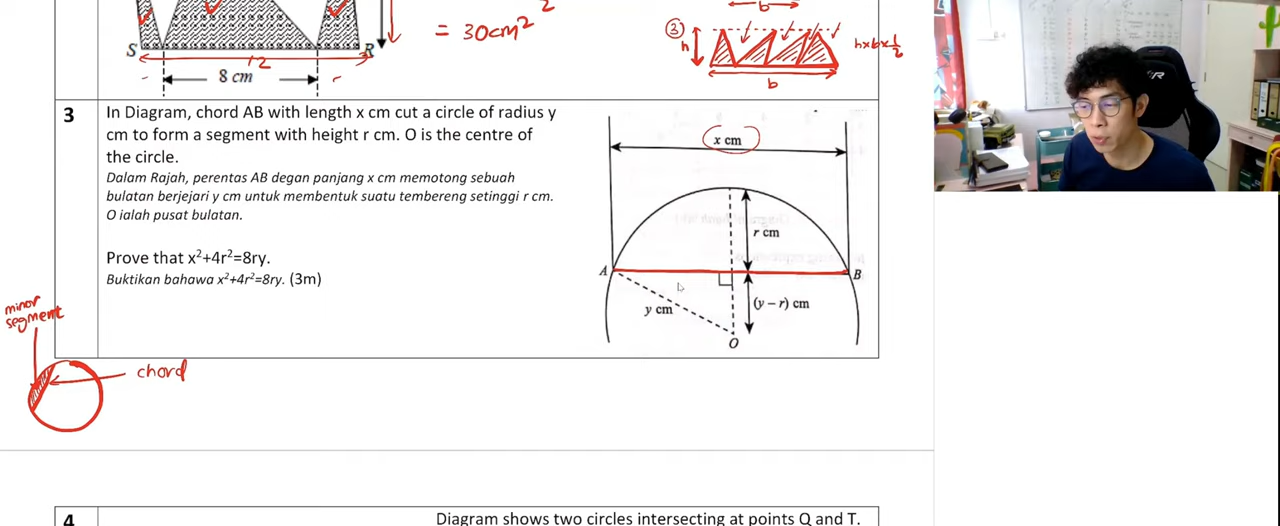 = 30cm²
2
S
12
R
8 cm
③
b
h
b
h×b×½
3
In Diagram, chord AB with length x cm cut a circle of radius y
cm to form a segment with height r cm. O is the centre of
the circle.
Dalam Rajah, perentas AB degan panjang x cm memotong sebuah
bulatan berjejari y cm untuk membentuk suatu tembereng setinggi r cm.
O ialah pusat bulatan.
Prove that x²+4r²=8ry.
Buktikan bahawa x²+4r²=8ry. (3m)
x cm
r cm
A
B
y cm
(y – r) cm
O
minor
segment
chord
4
Diagram shows two circles intersecting at points Q and T.